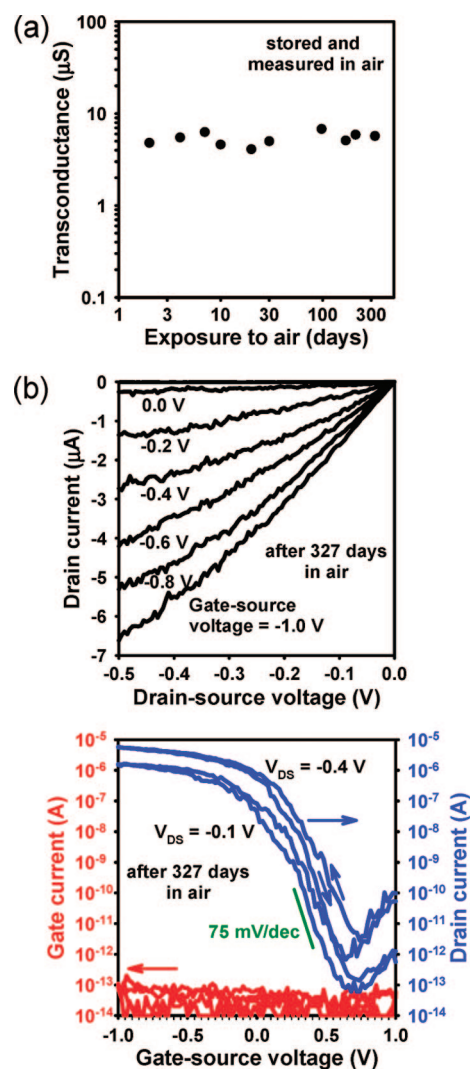 (a)
stored and
measured in air
Transconductance (µS)
100
10
1
0.1
1 3 10 30 100 300
Exposure to air (days)
(b)
Drain current (µA)
0
-1
-2
-3
-4
-5
-6
-7
0.0 V
-0.2 V
-0.4 V
-0.6 V
-0.8 V
after 327 days
in air
Gate-source
voltage = -1.0 V
-0.5 -0.4 -0.3 -0.2 -0.1 0.0
Drain-source voltage (V)
Gate current (A)
10⁻⁵
10⁻⁶
10⁻⁷
10⁻⁸
10⁻⁹
10⁻¹⁰
10⁻¹¹
10⁻¹²
10⁻¹³
10⁻¹⁴
V_DS = -0.4 V
V_DS = -0.1 V
after 327 days
in air
75 mV/dec
10⁻⁵
10⁻⁶
10⁻⁷
10⁻⁸
10⁻⁹
10⁻¹⁰
10⁻¹¹
10⁻¹²
10⁻¹³
10⁻¹⁴
Drain current (A)
-1.0 -0.5 0.0 0.5 1.0
Gate-source voltage (V)